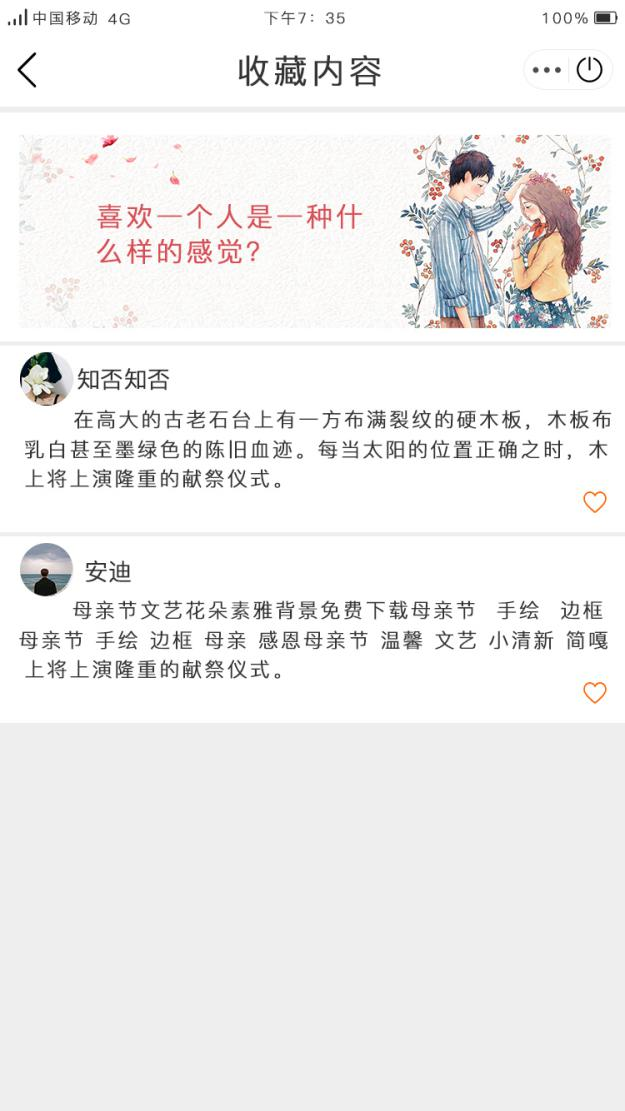 中国移动 4G 下午7：35 100%
收藏内容
喜欢一个人是一种什
么样的感觉？
知否知否
在高大的古老石台上有一方布满裂纹的硬木板，木板布
乳白甚至墨绿色的陈旧血迹。每当太阳的位置正确之时，木
上将上演隆重的献祭仪式。
安迪
母亲节文艺花朵素雅背景免费下载母亲节 手绘 边框
母亲节 手绘 边框 母亲 感恩母亲节 温馨 文艺 小清新 简嘎
上将上演隆重的献祭仪式。